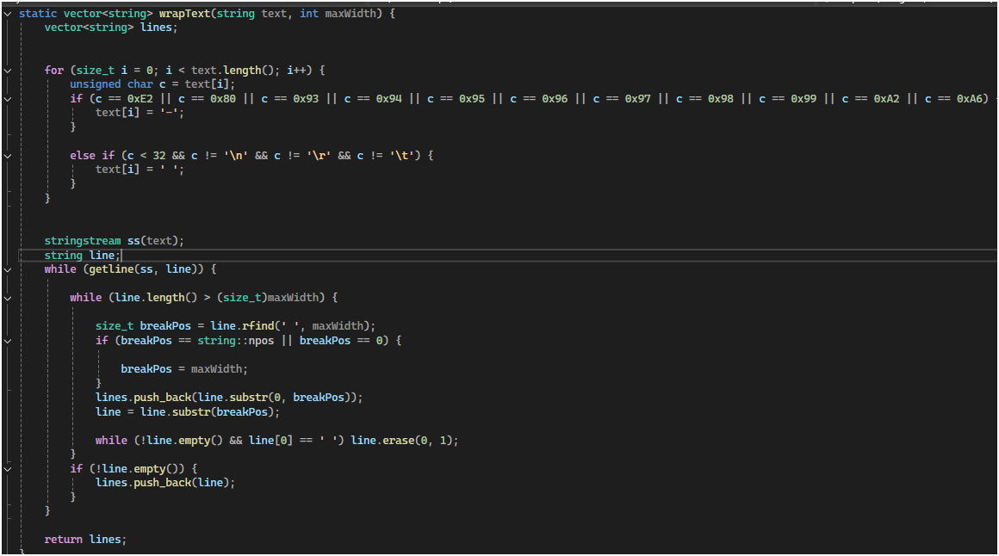 static vector<string> wrapText(string text, int maxWidth) {
vector<string> lines;
for (size_t i = 0; i < text.length(); i++) {
unsigned char c = text[i];
if (c == 0xE2 || c == 0x80 || c == 0x93 || c == 0x94 || c == 0x95 || c == 0x96 || c == 0x97 || c == 0x98 || c == 0x99 || c == 0xA2 || c == 0xA6)
text[i] = '-';
}
else if (c < 32 && c != '\n' && c != '\r' && c != '\t') {
text[i] = ' ';
}
}
stringstream ss(text);
string line;
while (getline(ss, line)) {
while (line.length() > (size_t)maxWidth) {
size_t breakPos = line.rfind(' ', maxWidth);
if (breakPos == string::npos || breakPos == 0) {
breakPos = maxWidth;
}
lines.push_back(line.substr(0, breakPos));
line = line.substr(breakPos);
while (!line.empty() && line[0] == ' ') line.erase(0, 1);
}
if (!line.empty()) {
lines.push_back(line);
}
}
return lines;